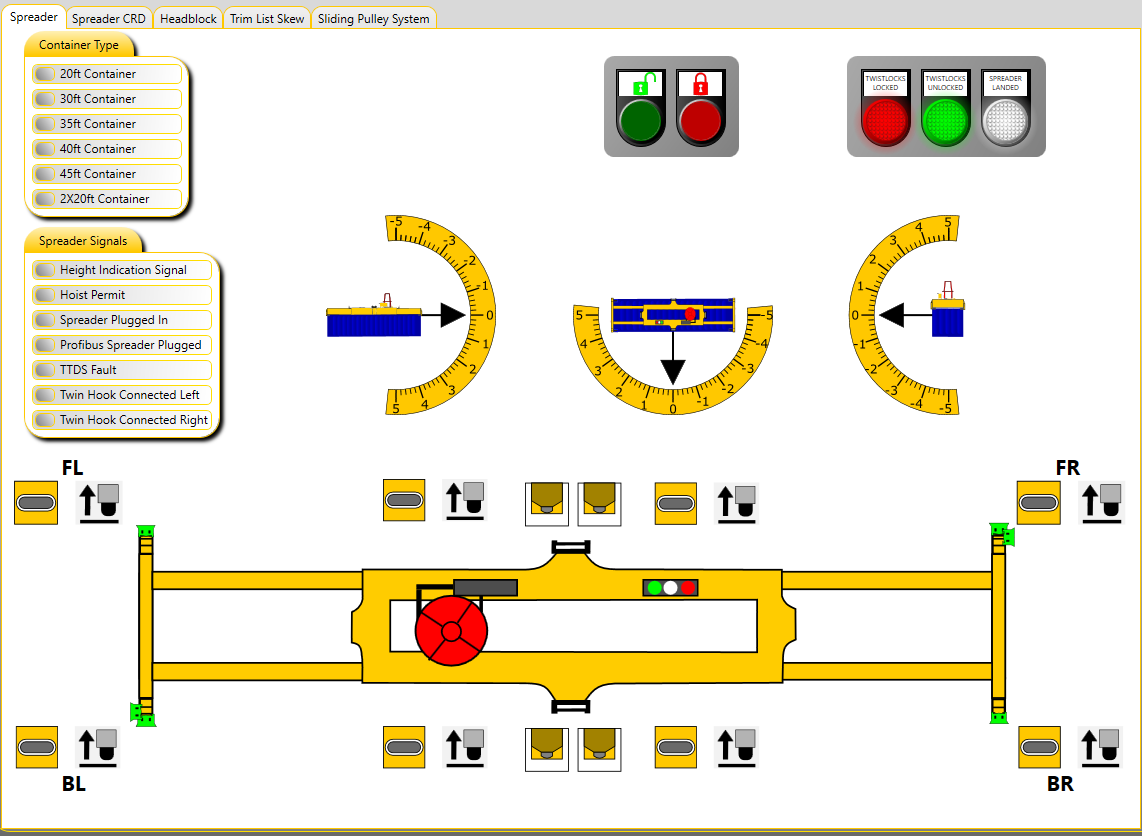 Spreader
Spreader CRD
Headblock
Trim List Skew
Sliding Pulley System
Container Type
20ft Container
30ft Container
35ft Container
40ft Container
45ft Container
2X20ft Container
TWISTLOCKS
LOCKED
TWISTLOCKS
UNLOCKED
SPREADER
LANDED
Spreader Signals
Height Indication Signal
Hoist Permit
Spreader Plugged In
Profibus Spreader Plugged
TTDS Fault
Twin Hook Connected Left
Twin Hook Connected Right
-5
-4
-3
-2
-1
0
1
2
3
4
5
5
4
3
2
1
0
-1
-2
-3
-4
-5
5
4
3
2
1
0
-1
-2
-3
-4
-5
FL
FR
BL
BR